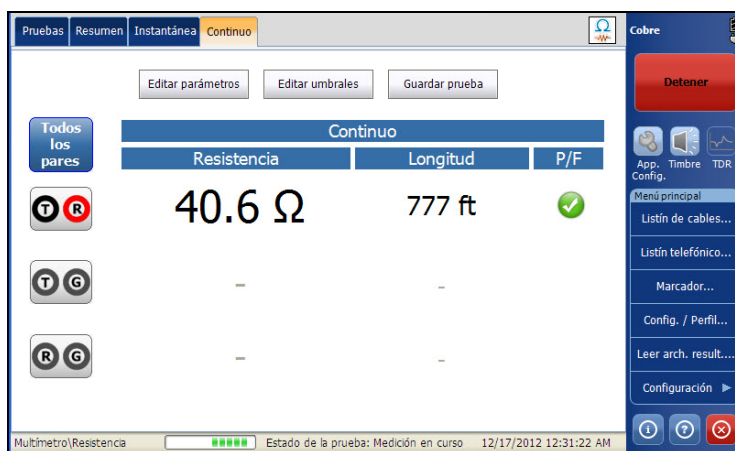 Pruebas Resumen Instantánea Continuo
Ω
Cobre
Editar parámetros Editar umbrales Guardar prueba
Detener
Todos
los
pares
Continuo
Resistencia Longitud P/F
App. Timbre TDR
Config.
T R 40.6 Ω 777 ft
Menú principal
Listín de cables...
Listín telefónico...
T G - -
Marcador...
Config. / Perfil...
R G - -
Leer arch. result....
Configuración
Multímetro\Resistencia Estado de la prueba: Medición en curso 12/17/2012 12:31:22 AM